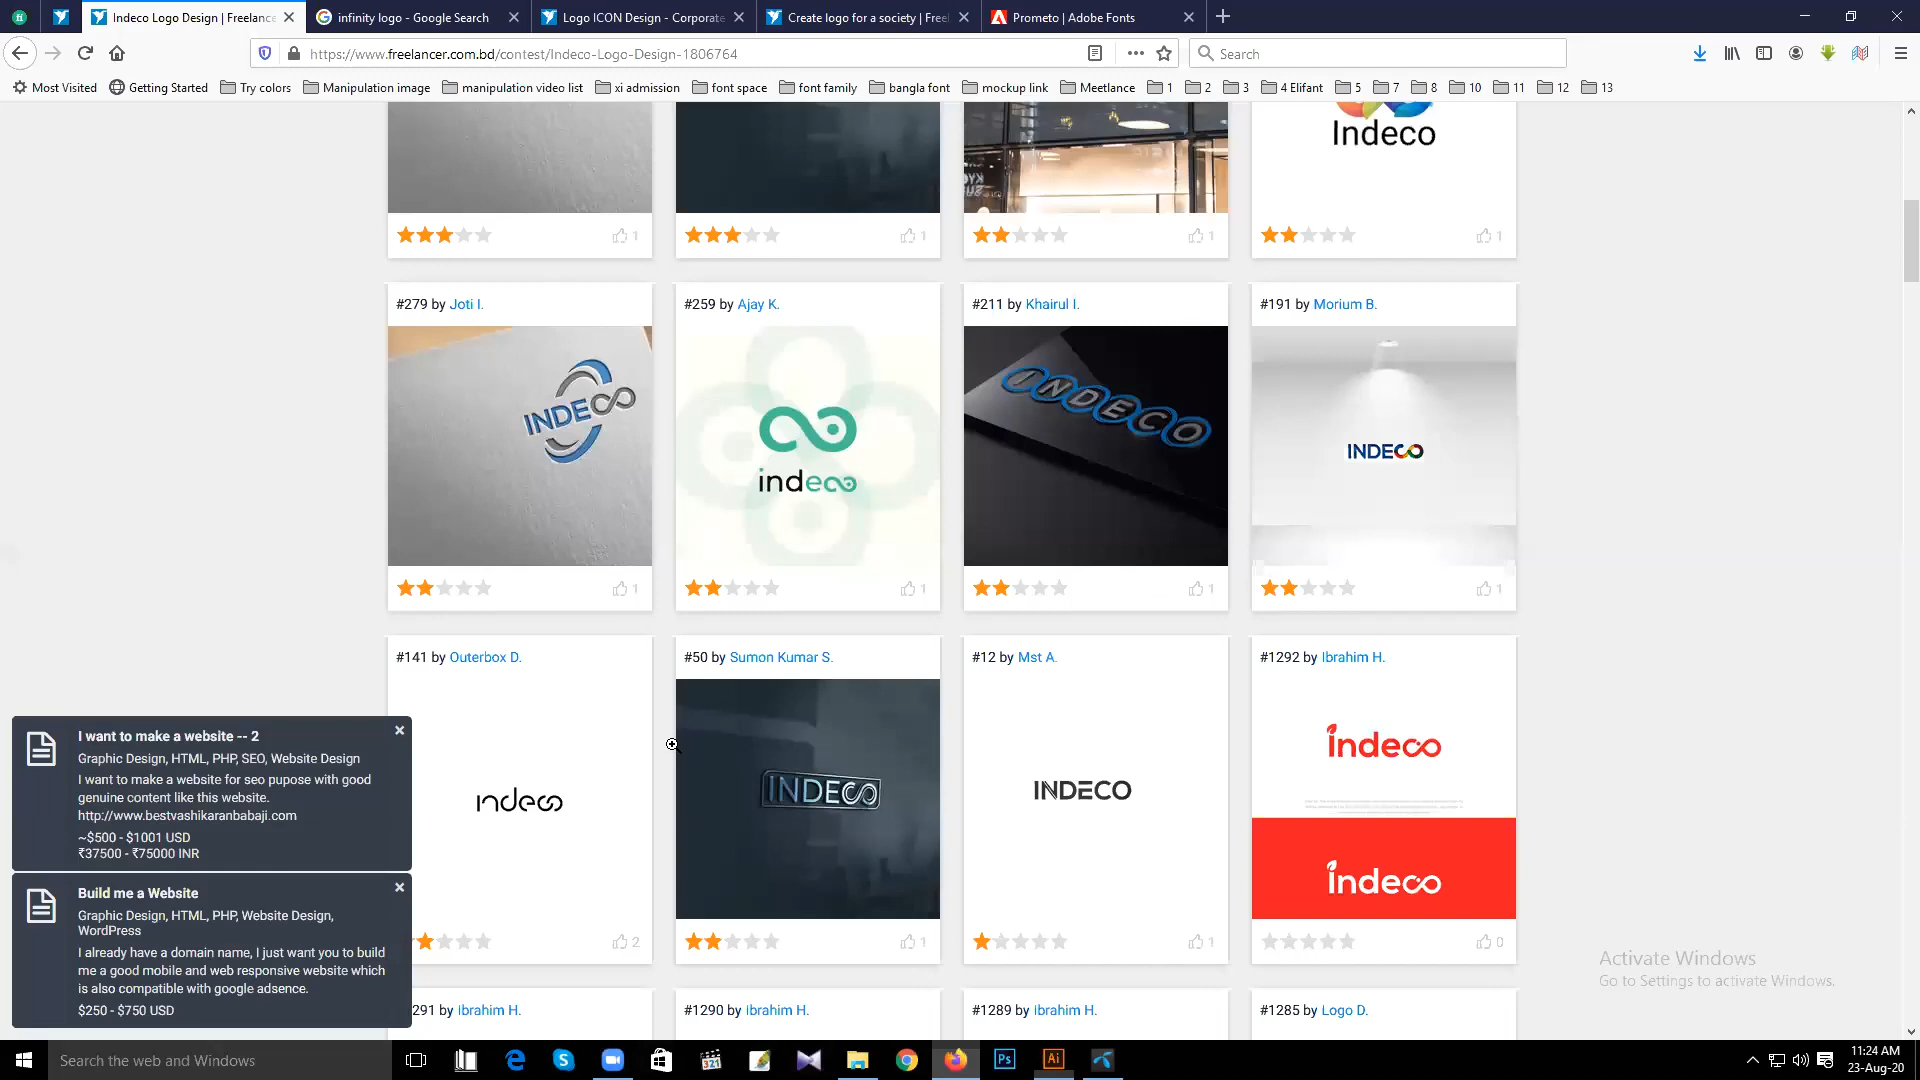 Indeco Logo Design | Freelance
infinity logo - Google Search
Logo ICON Design - Corporate
Create logo for a society | Freel
Prometo | Adobe Fonts
https://www.freelancer.com.bd/contest/Indeco-Logo-Design-1806764
Search
Most Visited
Getting Started
Try colors
Manipulation image
manipulation video list
xi admission
font space
font family
bangla font
mockup link
Meetlance
1
2
3
4 Elifant
5
7
8
10
11
12
13
Indeco
1
1
1
1
#279 by Joti I.
#259 by Ajay K.
#211 by Khairul I.
#191 by Morium B.
INDECO
indeco
INDECO
INDECO
1
1
1
1
#141 by Outerbox D.
#50 by Sumon Kumar S.
#12 by Mst A.
#1292 by Ibrahim H.
indeco
INDECO
INDECO
indeco
indeco
2
1
1
0
I want to make a website -- 2
Graphic Design, HTML, PHP, SEO, Website Design
I want to make a website for seo pupose with good
genuine content like this website.
http://www.bestvashikaranbabaji.com
~$500 - $1001 USD
₹37500 - ₹75000 INR
Build me a Website
Graphic Design, HTML, PHP, Website Design,
WordPress
I already have a domain name, I just want you to build
me a good mobile and web responsive website which
is also compatible with google adsence.
$250 - $750 USD
291 by Ibrahim H.
#1290 by Ibrahim H.
#1289 by Ibrahim H.
#1285 by Logo D.
Activate Windows
Go to Settings to activate Windows.
Search the web and Windows
321
Ps
Ai
11:24 AM
23-Aug-20